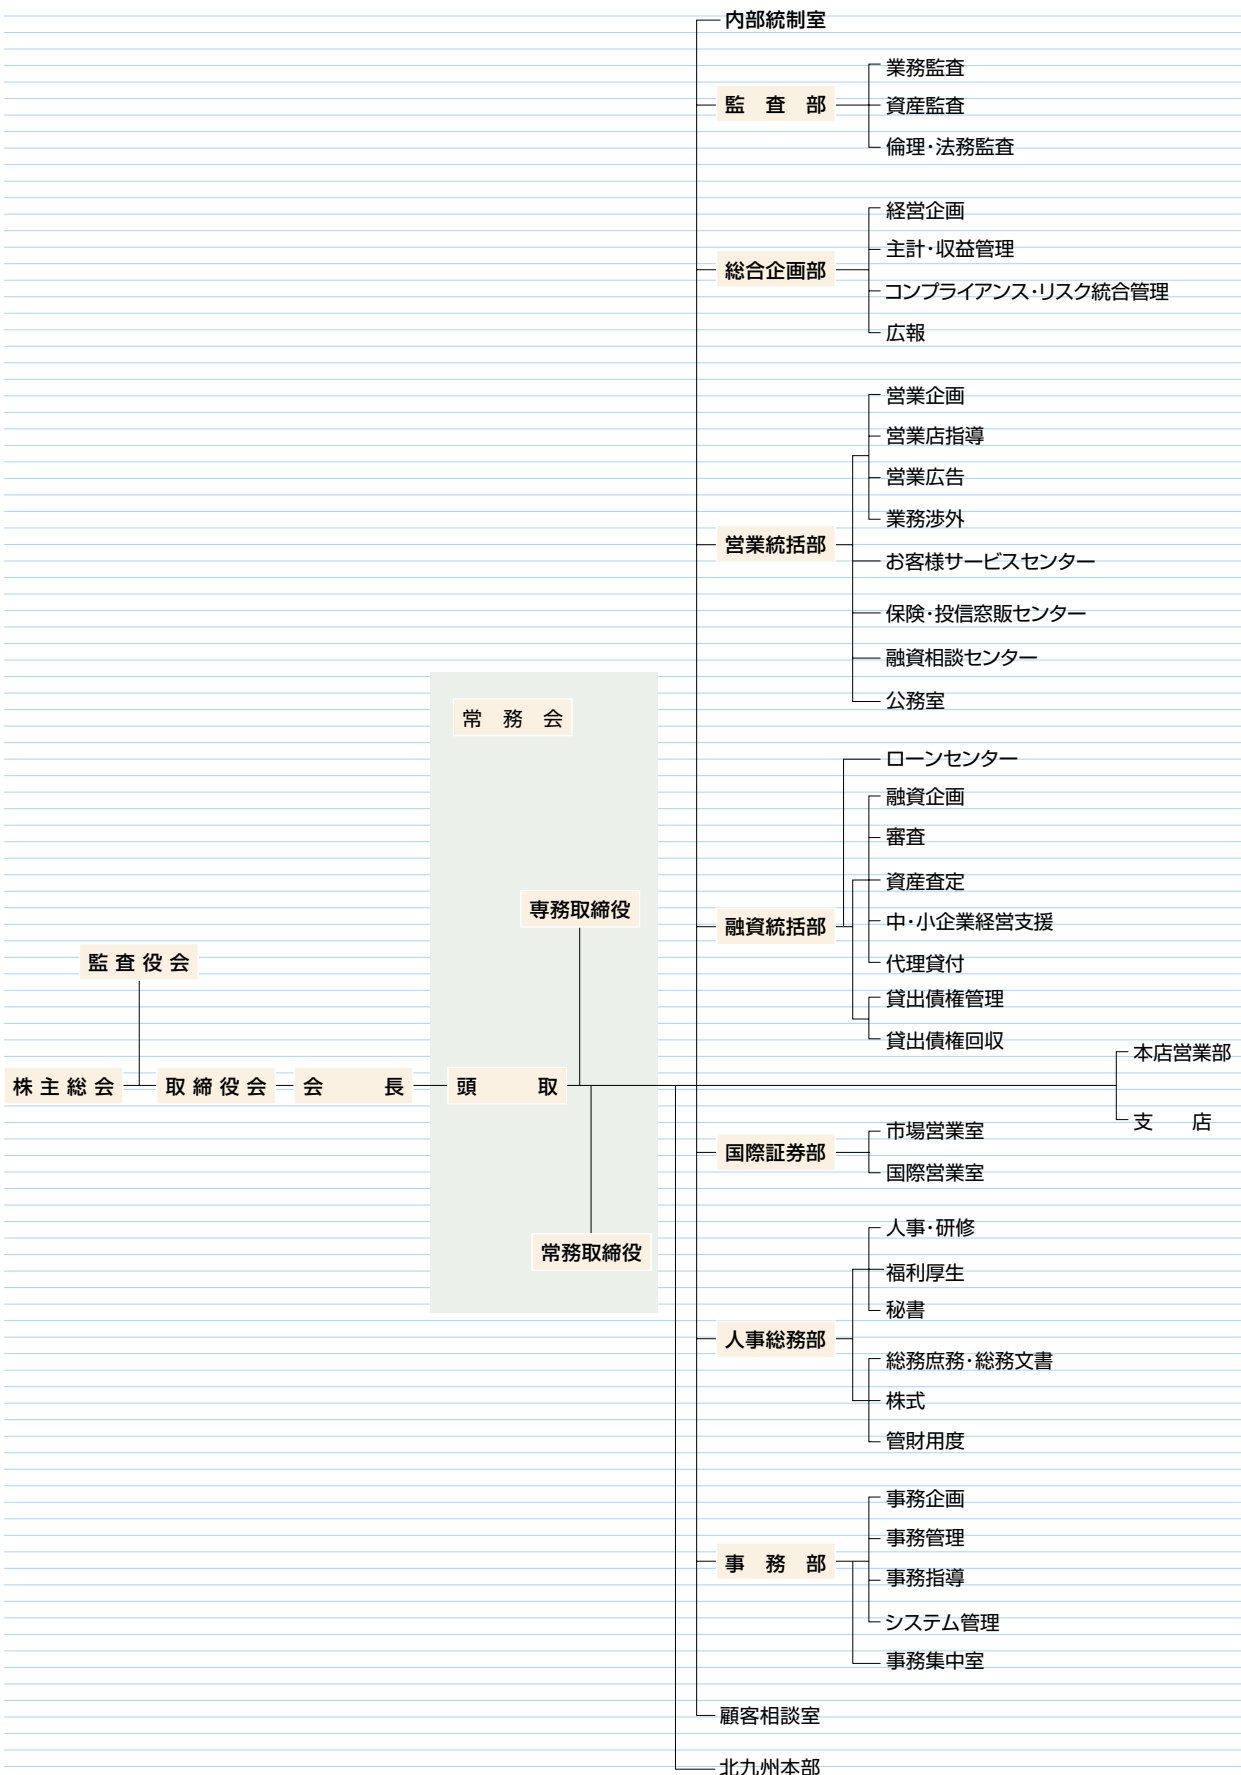 内部統制室
監査部
業務監査
資産監査
倫理・法務監査
総合企画部
経営企画
主計・収益管理
コンプライアンス・リスク統合管理
広報
営業統括部
営業企画
営業店指導
営業広告
業務渉外
お客様サービスセンター
保険・投信窓販センター
融資相談センター
公務室
常務会
専務取締役
監査役会
株主総会
取締役会
会長
頭取
常務取締役
融資統括部
ローンセンター
融資企画
審査
資産査定
中・小企業経営支援
代理貸付
貸出債権管理
貸出債権回収
本店営業部
支店
国際証券部
市場営業室
国際営業室
人事総務部
人事・研修
福利厚生
秘書
総務庶務・総務文書
株式
管財用度
事務部
事務企画
事務管理
事務指導
システム管理
事務集中室
顧客相談室
北九州本部